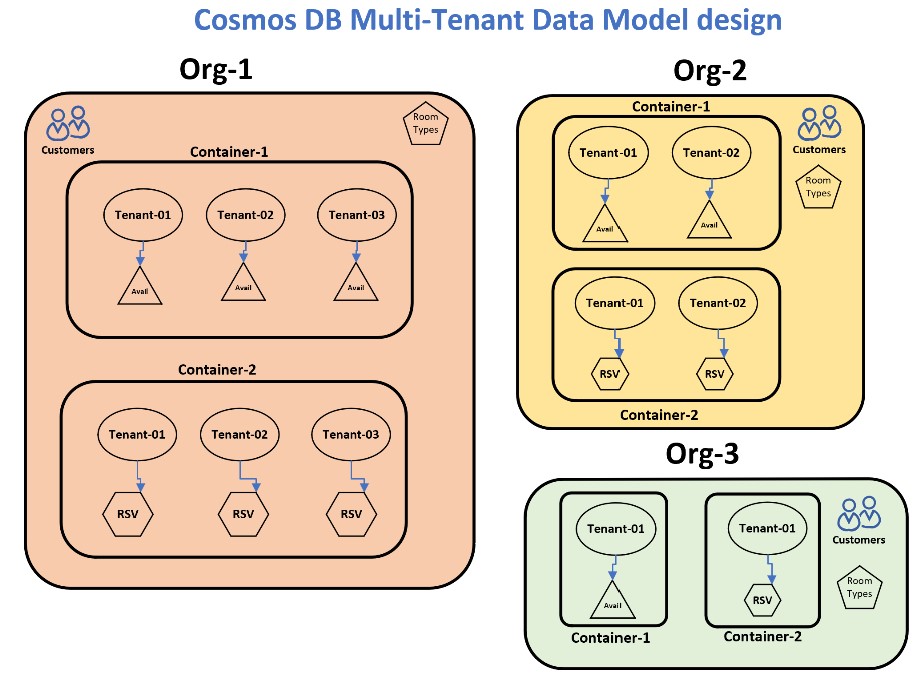 Cosmos DB Multi-Tenant Data Model design
Org-1
Customers
Room
Types
Container-1
Tenant-01
Tenant-02
Tenant-03
Avail
Avail
Avail
Container-2
Tenant-01
Tenant-02
Tenant-03
RSV
RSV
RSV
Org-2
Container-1
Customers
Room
Types
Tenant-01
Tenant-02
Avail
Avail
Tenant-01
Tenant-02
RSV
RSV
Container-2
Org-3
Tenant-01
Avail
Container-1
Tenant-01
RSV
Container-2
Customers
Room
Types